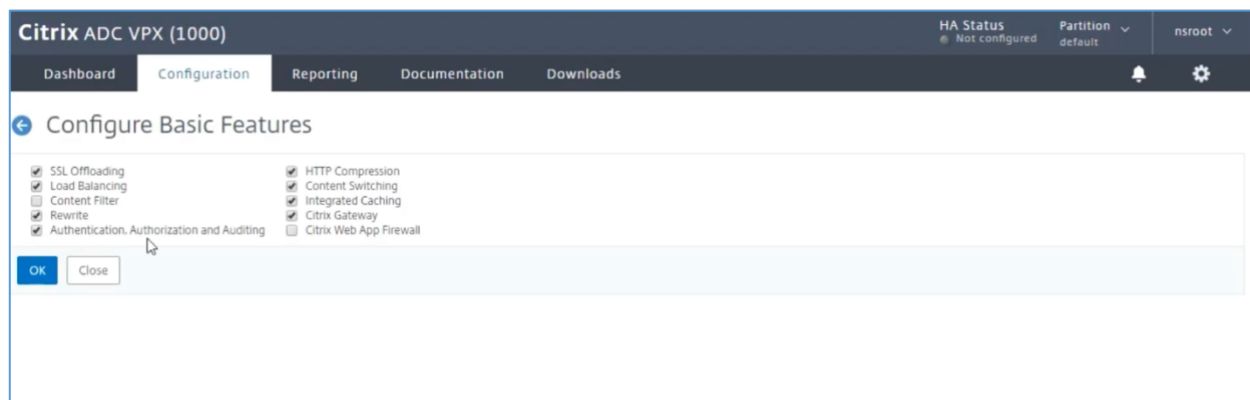 Citrix ADC VPX (1000)
HA Status
Not configured
Partition
default
nsroot
Dashboard
Configuration
Reporting
Documentation
Downloads
Configure Basic Features
SSL Offloading
Load Balancing
Content Filter
Rewrite
Authentication, Authorization and Auditing
HTTP Compression
Content Switching
Integrated Caching
Citrix Gateway
Citrix Web App Firewall
OK
Close